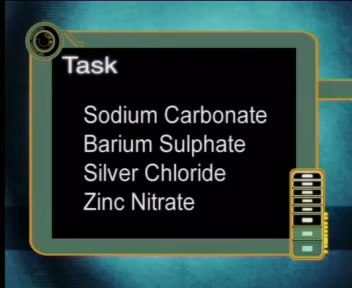 Task
Sodium Carbonate
Barium Sulphate
Silver Chloride
Zinc Nitrate